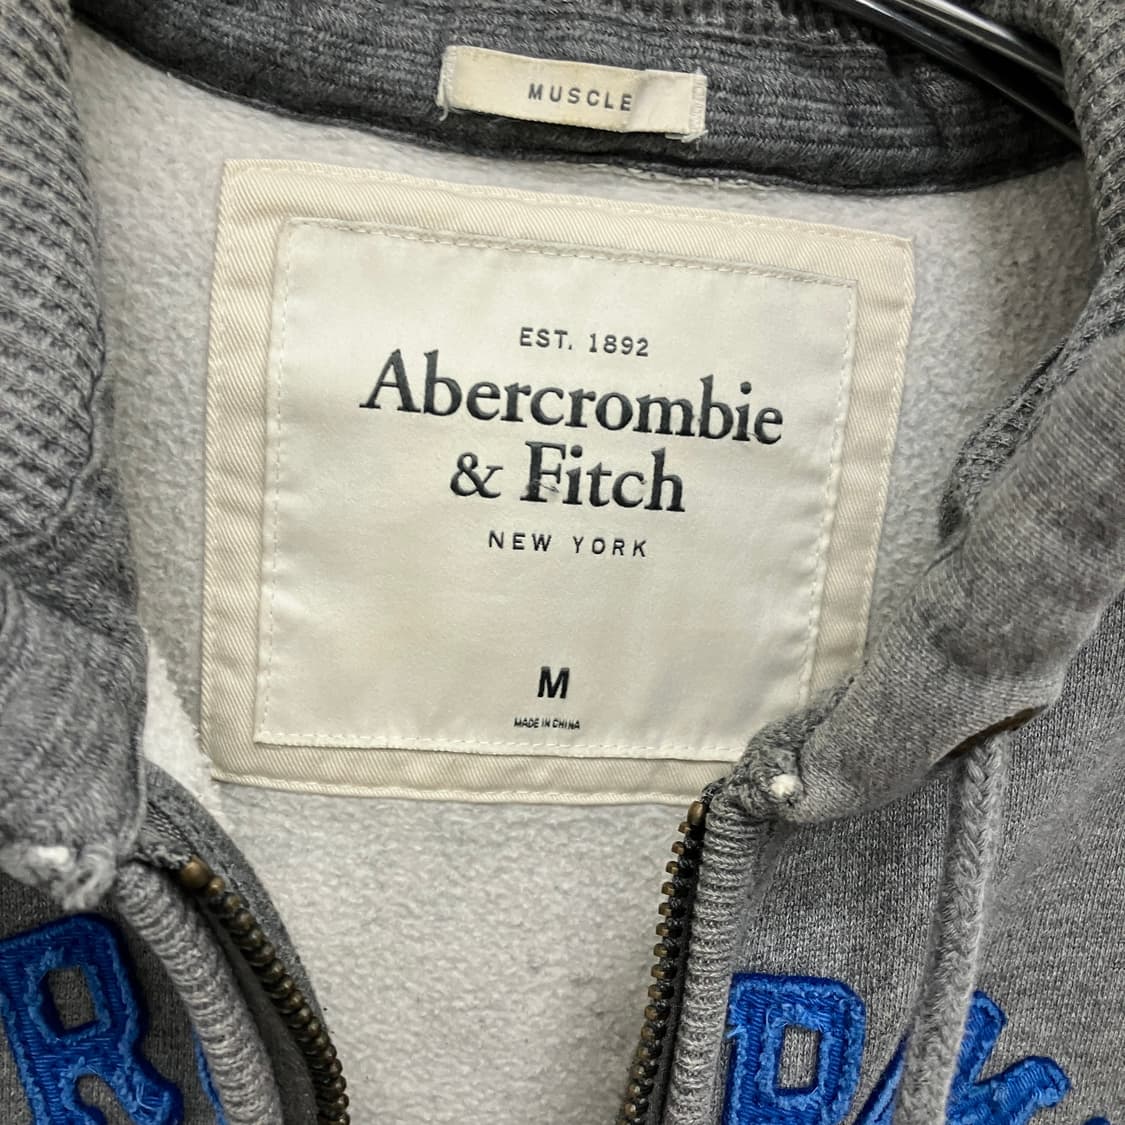 MUSCLE
EST. 1892
Abercrombie
& Fitch
NEW YORK
M
MADE IN CHINA